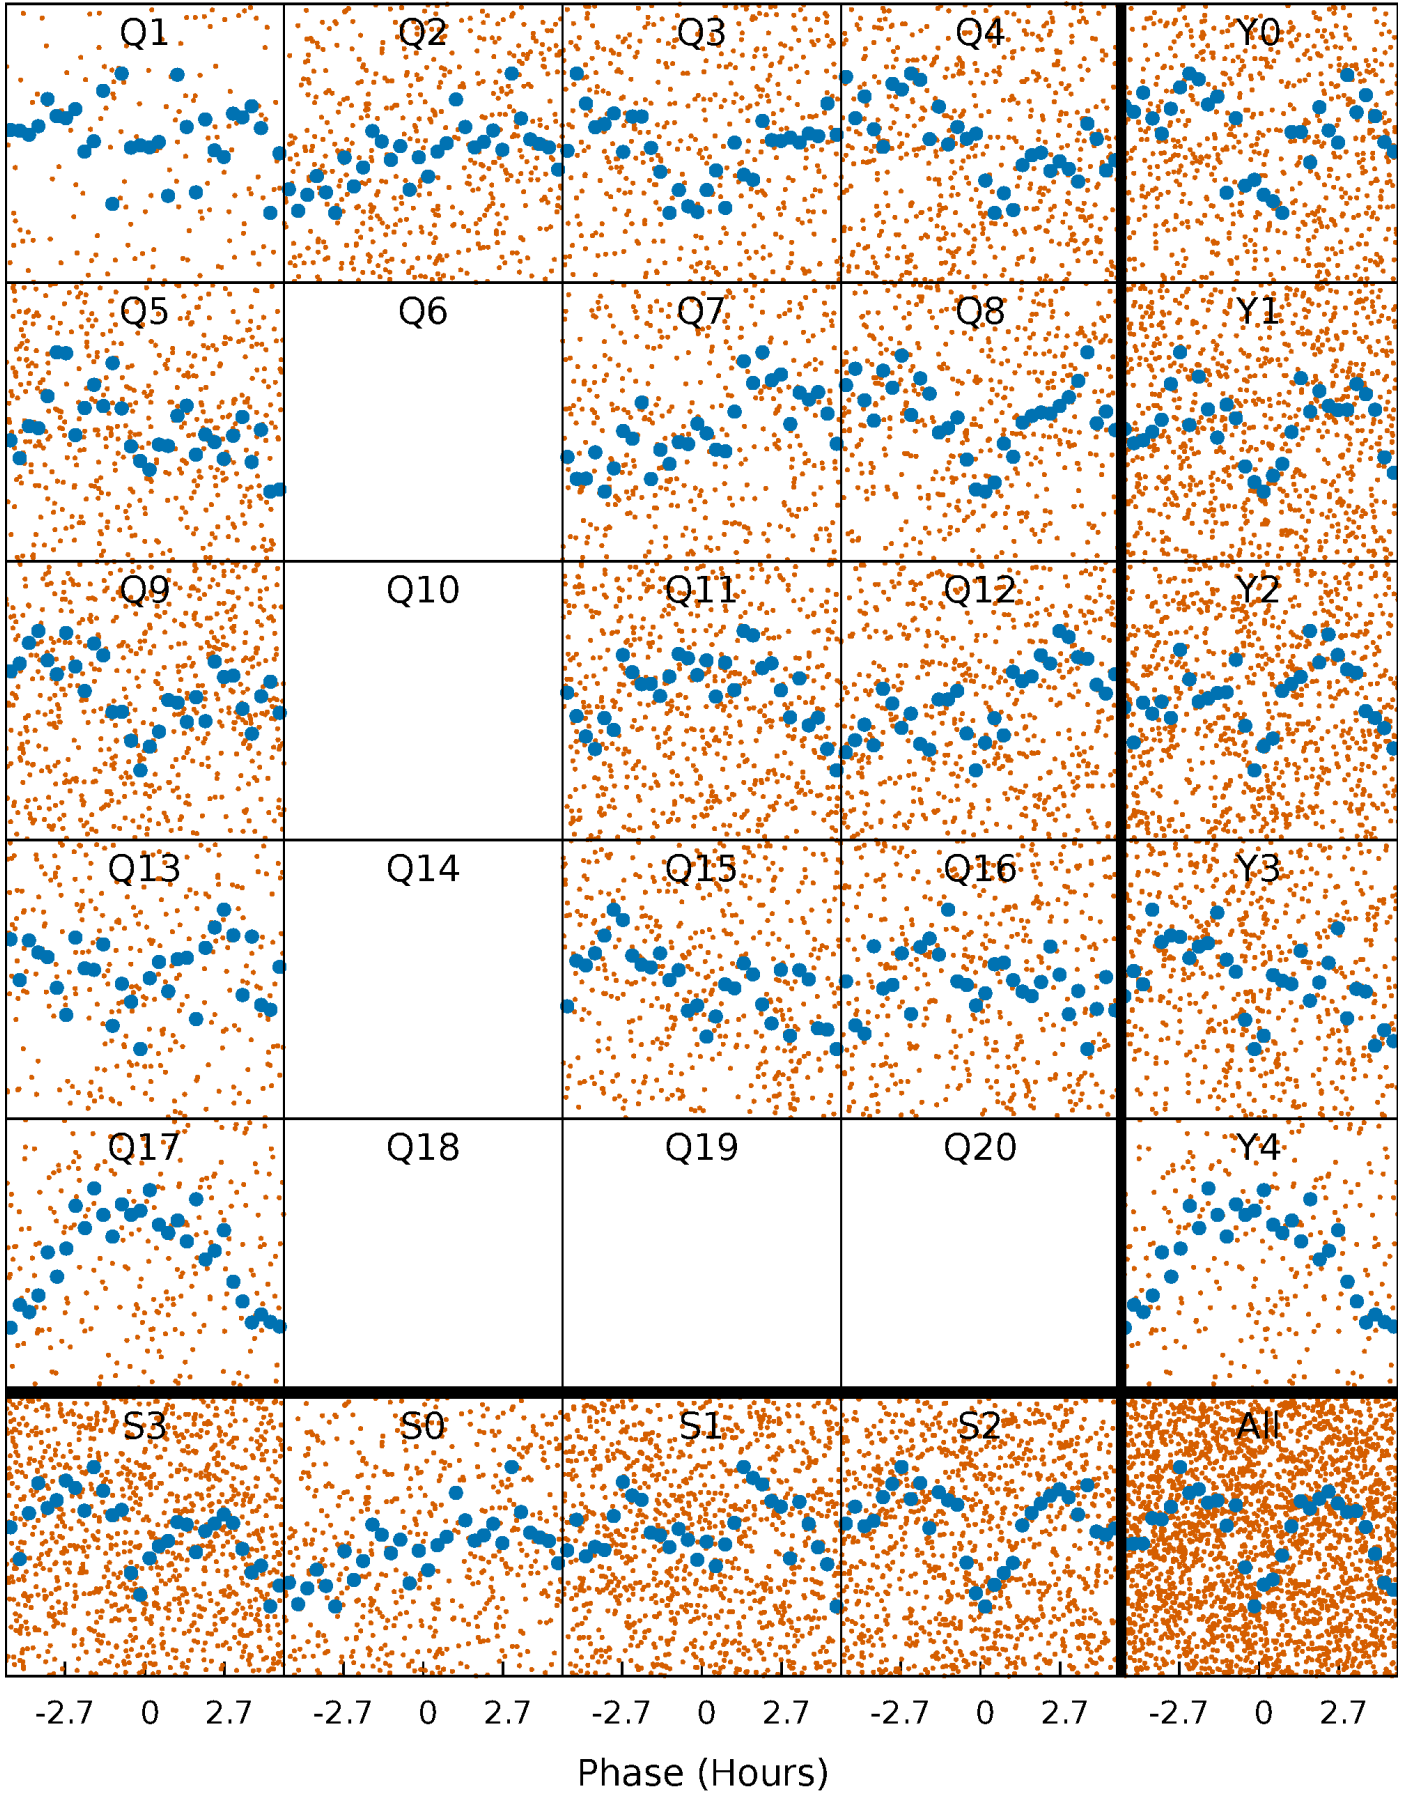 Q1 Q2 Q3 Q4 Y0
Q5 Q6 Q7 Q8 Y1
Q9 Q10 Q11 Q12 Y2
Q13 Q14 Q15 Q16 Y3
Q17 Q18 Q19 Q20 Y4
S3 S0 S1 S2 All
-2.7 0 2.7 -2.7 0 2.7 -2.7 0 2.7 -2.7 0 2.7 -2.7 0 2.7
Phase (Hours)